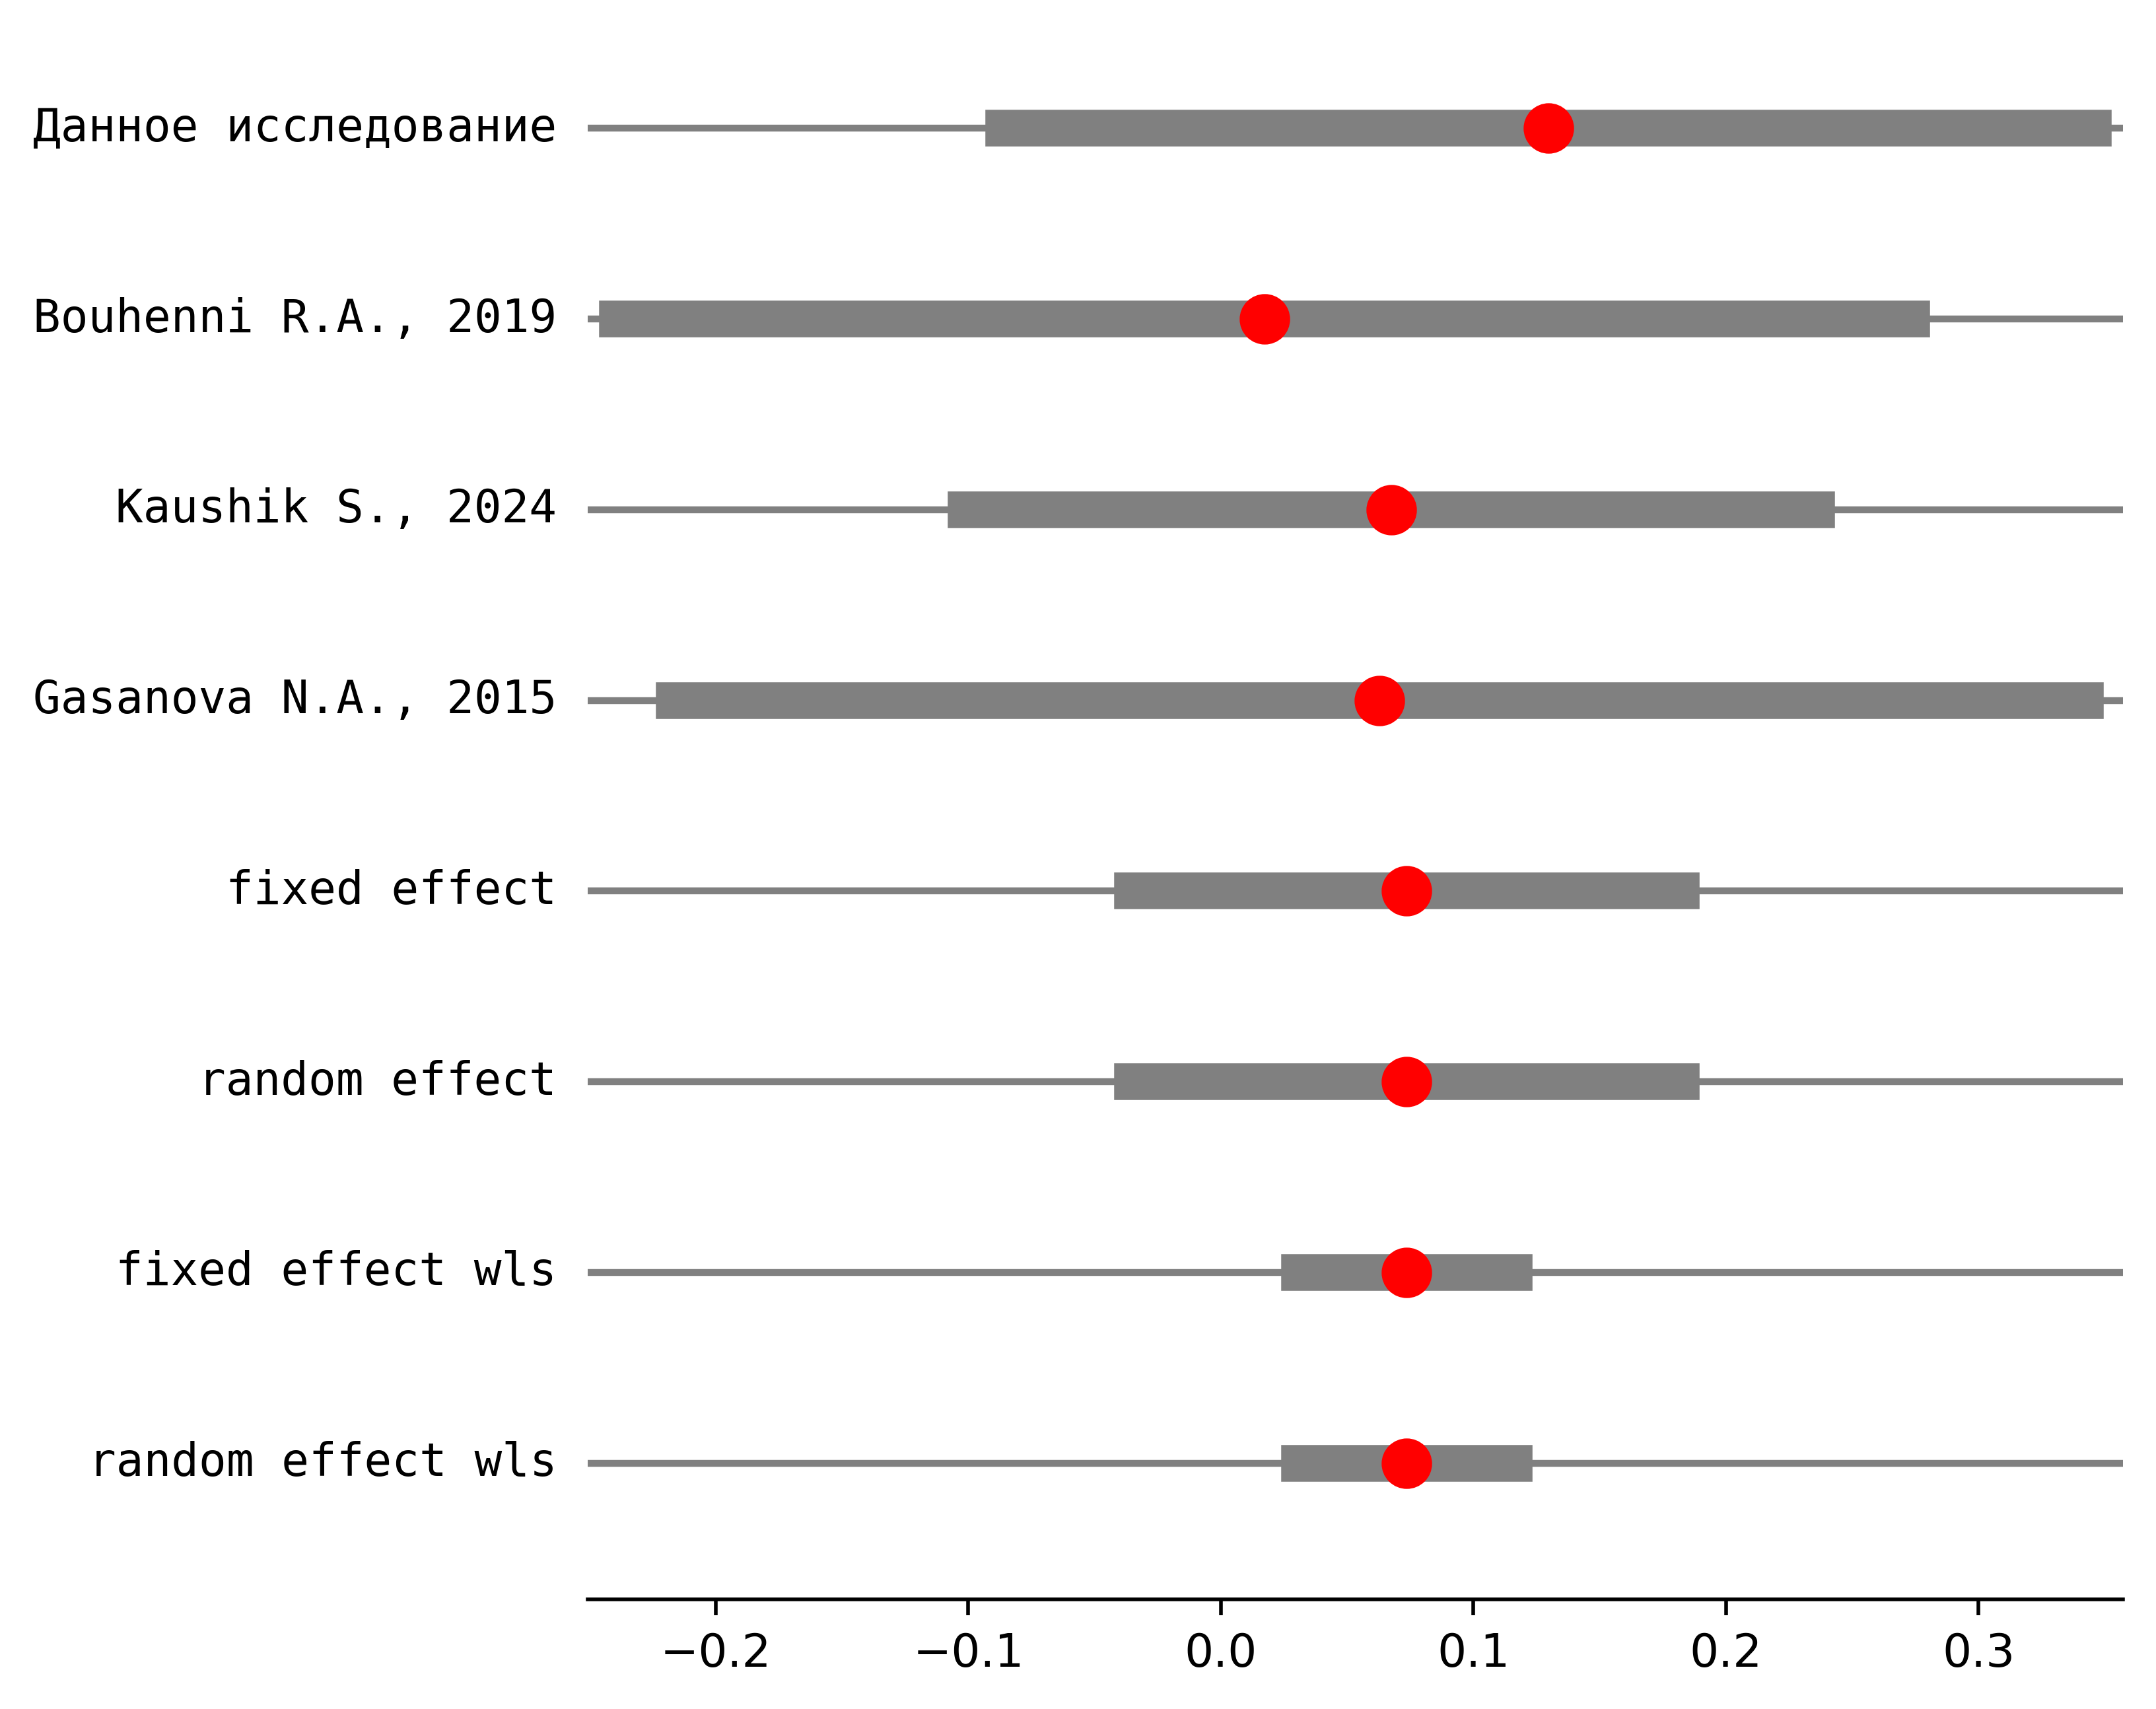 Данное исследование
Bouhenni R.A., 2019
Kaushik S., 2024
Gasanova N.A., 2015
fixed effect
random effect
fixed effect wls
random effect wls
−0.2 −0.1 0.0 0.1 0.2 0.3